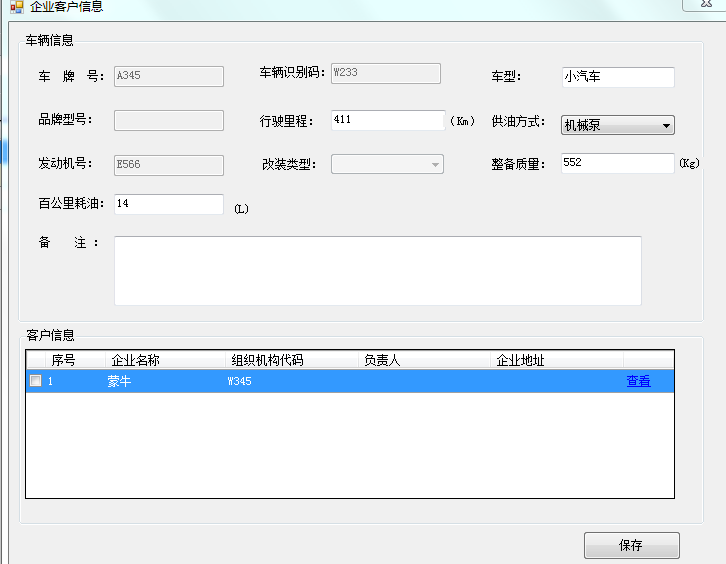 企业客户信息
车辆信息
车 牌 号: A345 车辆识别码: W233 车型: 小汽车
品牌型号: 行驶里程: 411 (Km) 供油方式: 机械泵
发动机号: E566 改装类型: 整备质量: 552 (Kg)
百公里耗油: 14 (L)
备 注 :
客户信息
序号 企业名称 组织机构代码 负责人 企业地址
1 蒙牛 W345 查看
保存